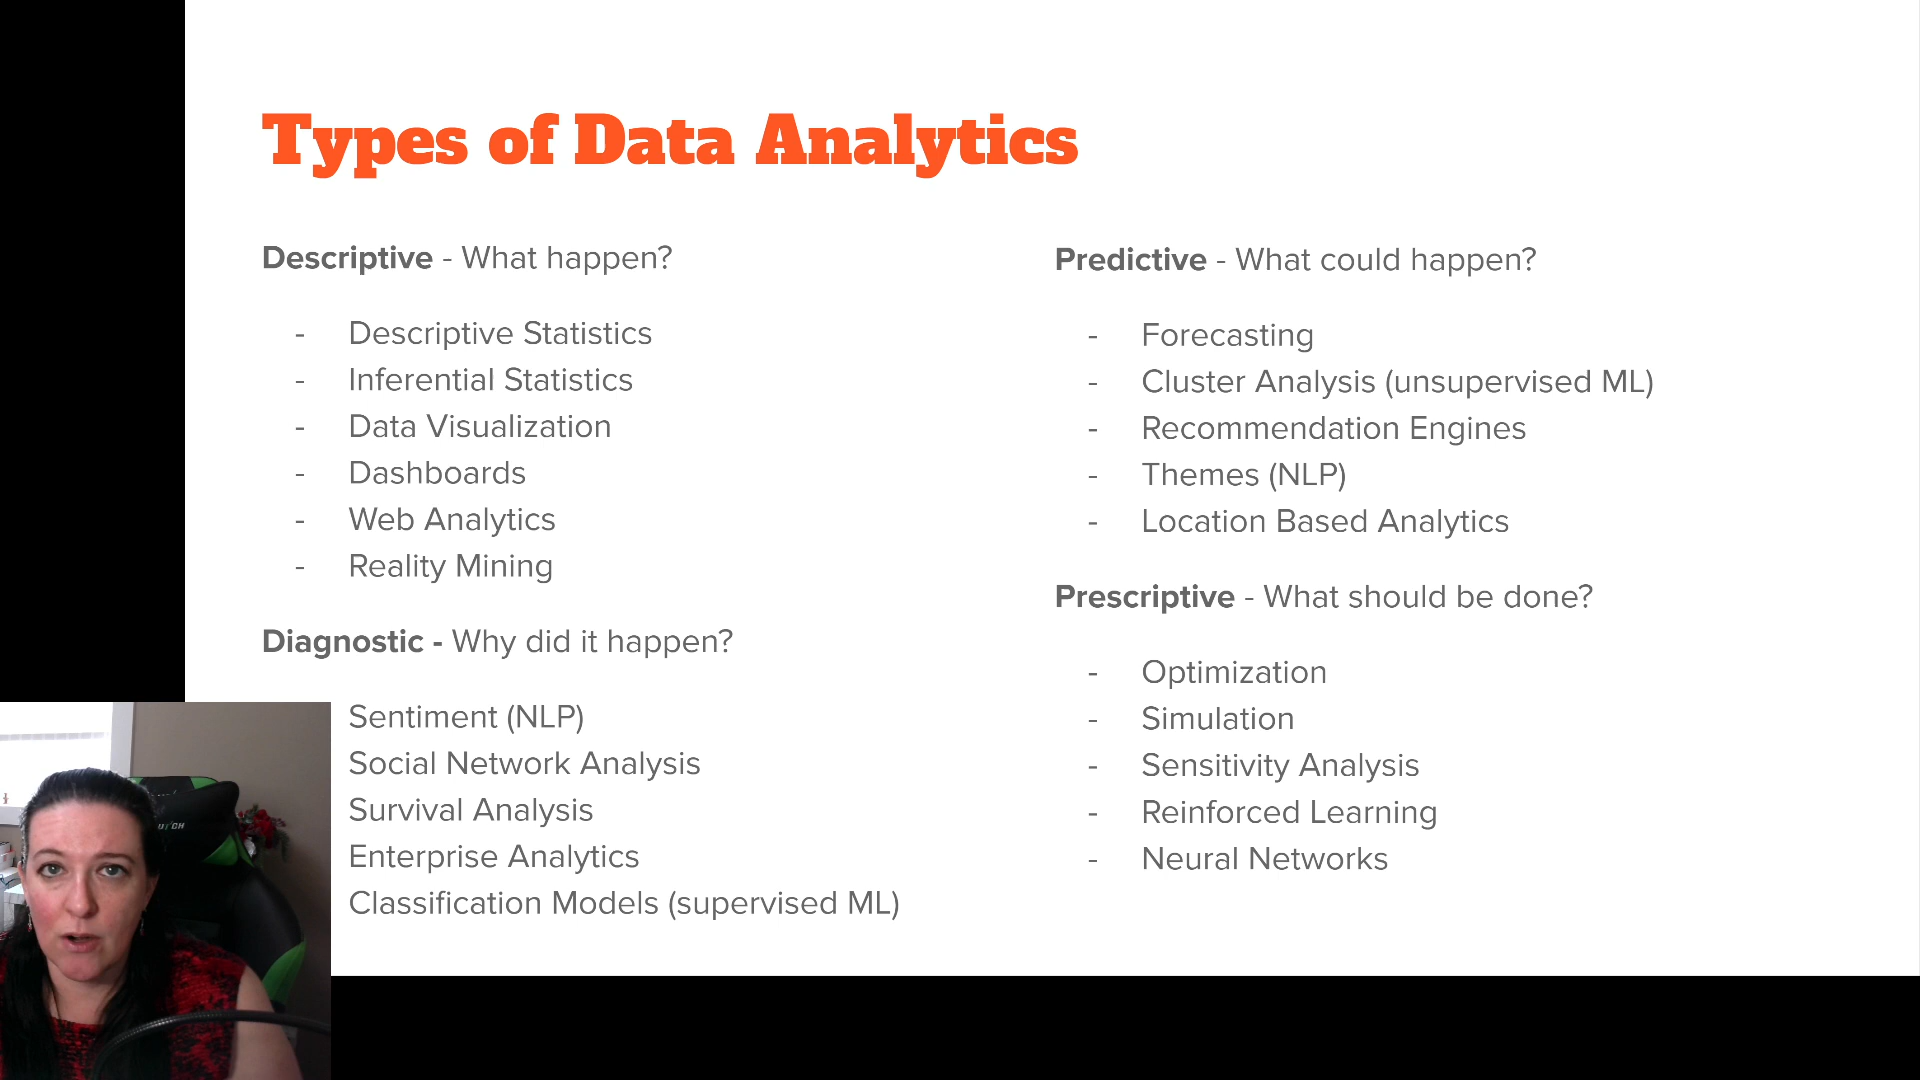 Types of Data Analytics
Descriptive - What happen?
- Descriptive Statistics
- Inferential Statistics
- Data Visualization
- Dashboards
- Web Analytics
- Reality Mining
Diagnostic - Why did it happen?
Sentiment (NLP)
Social Network Analysis
Survival Analysis
Enterprise Analytics
Classification Models (supervised ML)
Predictive - What could happen?
- Forecasting
- Cluster Analysis (unsupervised ML)
- Recommendation Engines
- Themes (NLP)
- Location Based Analytics
Prescriptive - What should be done?
- Optimization
- Simulation
- Sensitivity Analysis
- Reinforced Learning
- Neural Networks